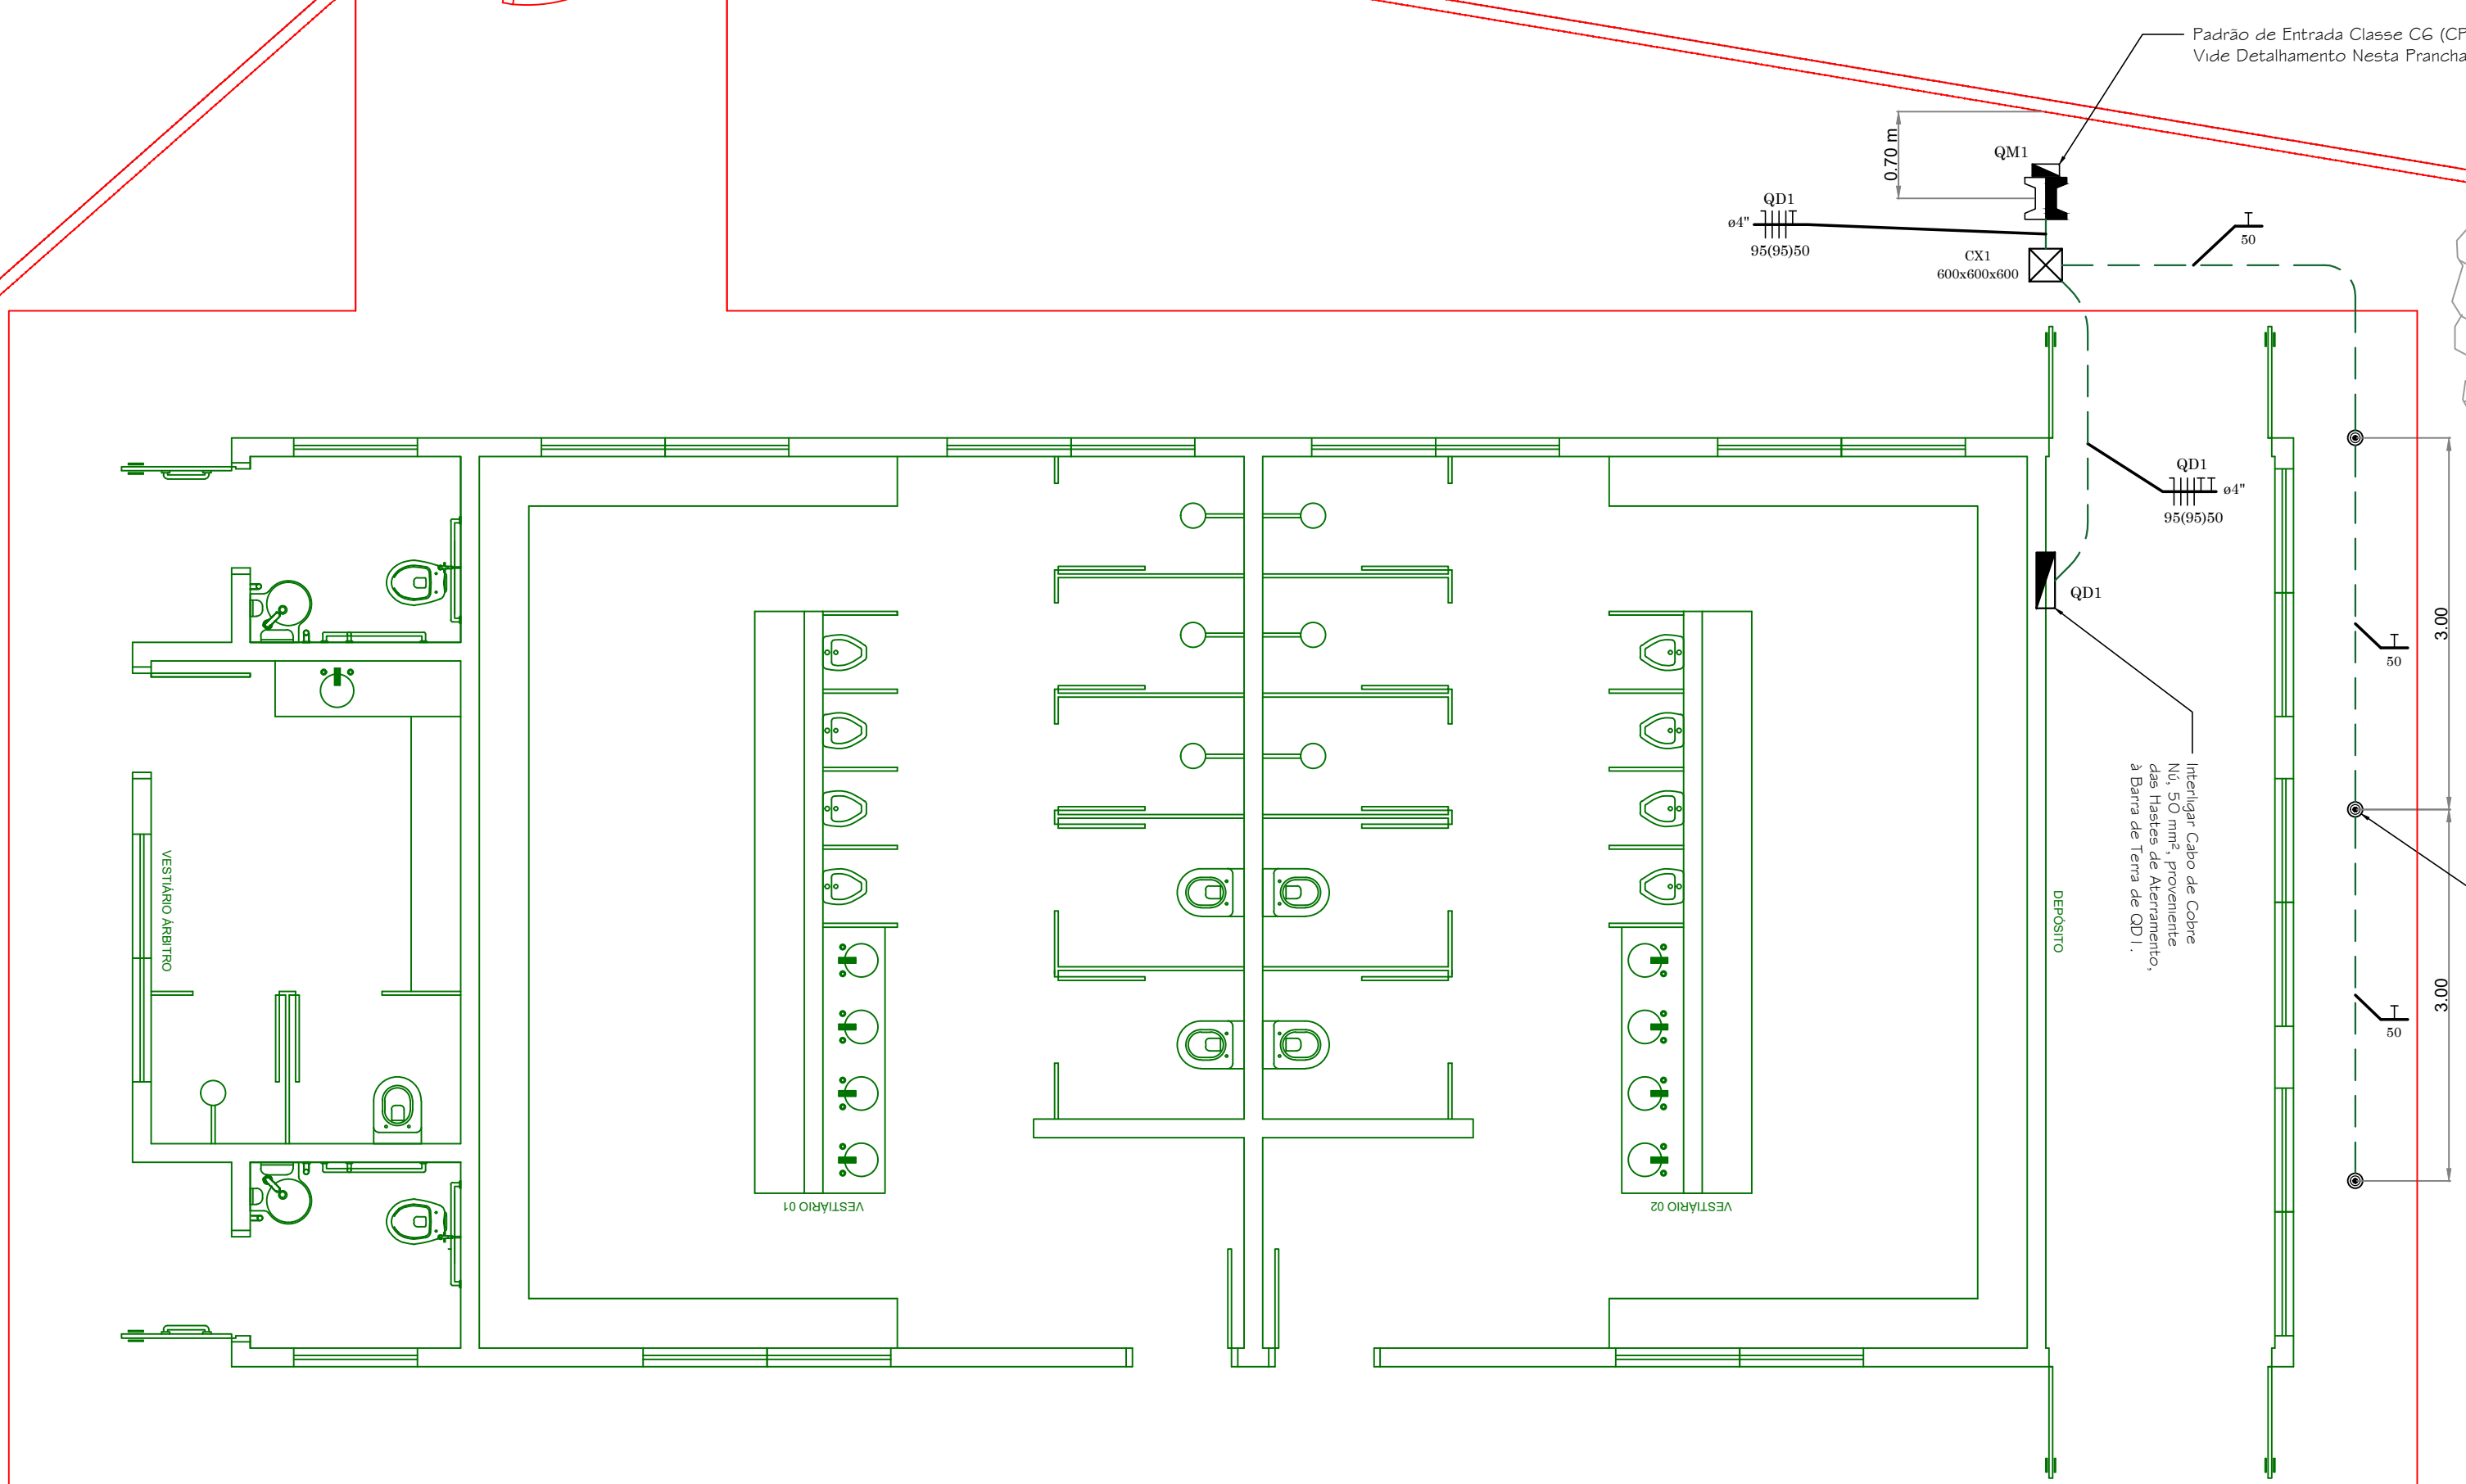 Padrão de Entrada Classe C6 (CP
Vide Detalhamento Nesta Prancha
0.70 m
QM1
QD1
ø4"
95(95)50
CX1
600x600x600
50
QD1
ø4"
95(95)50
QD1
3.00
50
Interligar Cabo de Cobre
Nú, 50 mm², proveniente
das Hastes de Aterramento,
à Barra de Terra de QD1.
DEPÓSITO
VESTIÁRIO ÁRBITRO
3.00
50
VESTIÁRIO 01
VESTIÁRIO 02